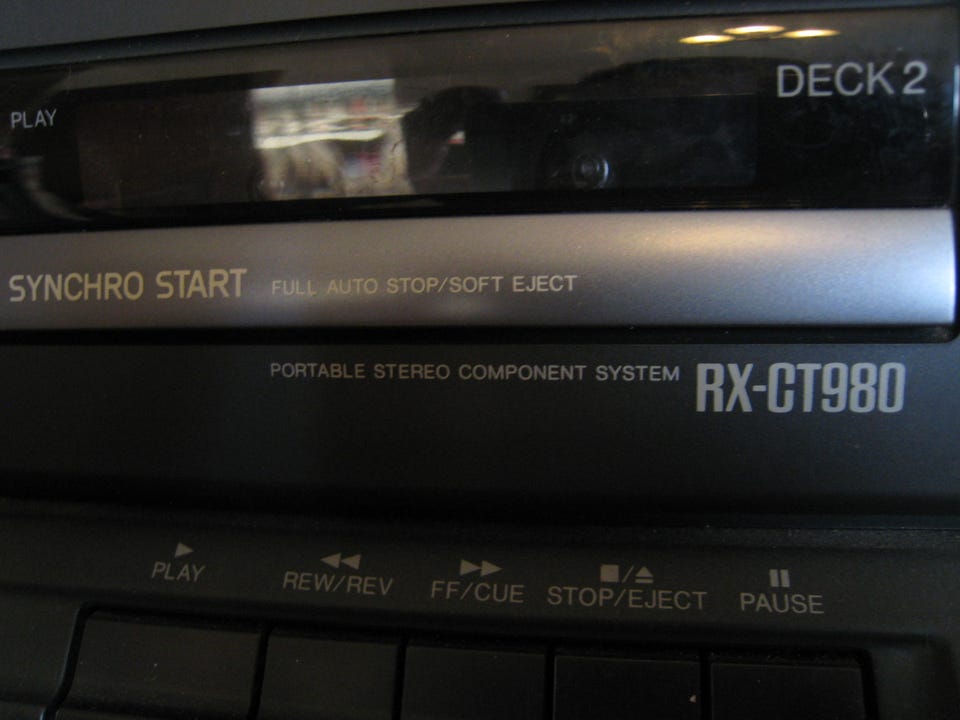 DECK 2
PLAY
SYNCHRO START FULL AUTO STOP/SOFT EJECT
PORTABLE STEREO COMPONENT SYSTEM RX-CT980
PLAY REW/REV FF/CUE STOP/EJECT PAUSE